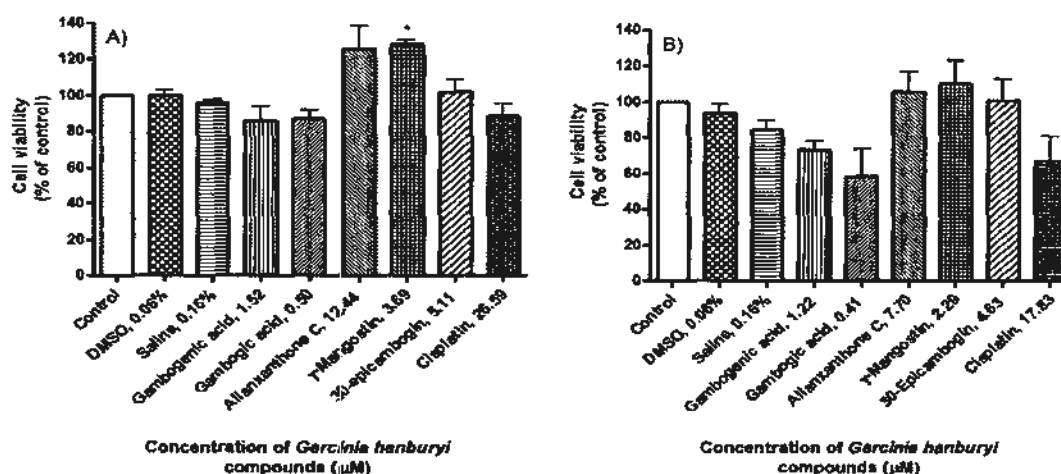 A)
Cell viability
(% of control)
140
120
100
80
60
40
20
0
*
Control
DMSO, 0.06%
Saline, 0.16%
Gambogenic acid, 1.52
Gambogic acid, 0.50
Allanxanthone C, 12.44
γ-Mangostin, 3.69
30-epicambogin, 5.11
Cisplatin, 26.59
Concentration of Garcinia hanburyi
compounds (µM)
B)
Cell viability
(% of control)
140
120
100
80
60
40
20
0
Control
DMSO, 0.06%
Saline, 0.16%
Gambogenic acid, 1.22
Gambogic acid, 0.41
Allanxanthone C, 7.70
γ-Mangostin, 2.29
30-Epicambogin, 4.63
Cisplatin, 17.83
Concentration of Garcinia hanburyi
compounds (µM)